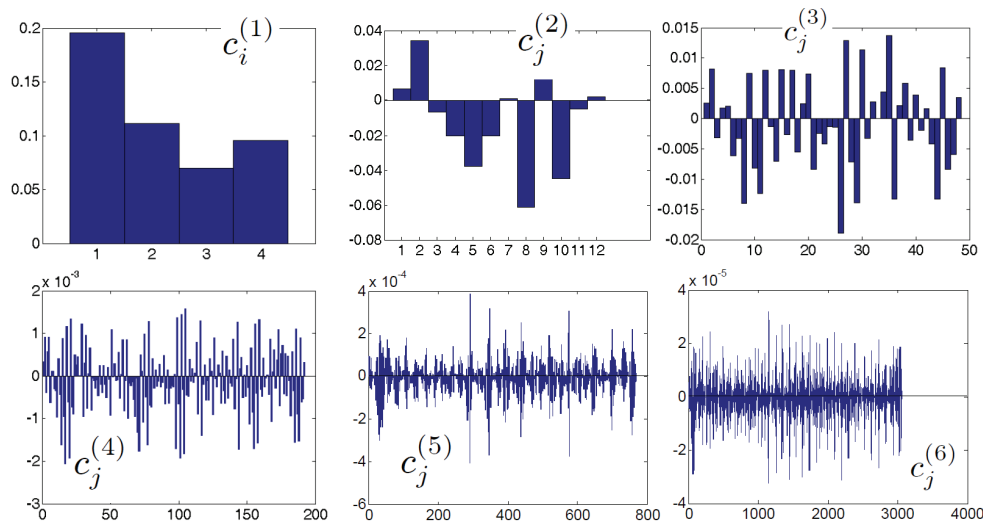 0.2
0.15
0.1
0.05
0
1 2 3 4
$c_i^{(1)}$
0.04
0.02
0
-0.02
-0.04
-0.06
-0.08
1 2 3 4 5 6 7 8 9 10 11 12
$c_j^{(2)}$
0.015
0.01
0.005
0
-0.005
-0.01
-0.015
-0.02
0 10 20 30 40 50
$c_j^{(3)}$
x 10⁻³
2
1
0
-1
-2
-3
0 50 100 150 200
$c_j^{(4)}$
x 10⁻⁴
4
2
0
-2
-4
-6
0 200 400 600 800
$c_j^{(5)}$
x 10⁻⁵
4
2
0
-2
-4
0 1000 2000 3000 4000
$c_j^{(6)}$